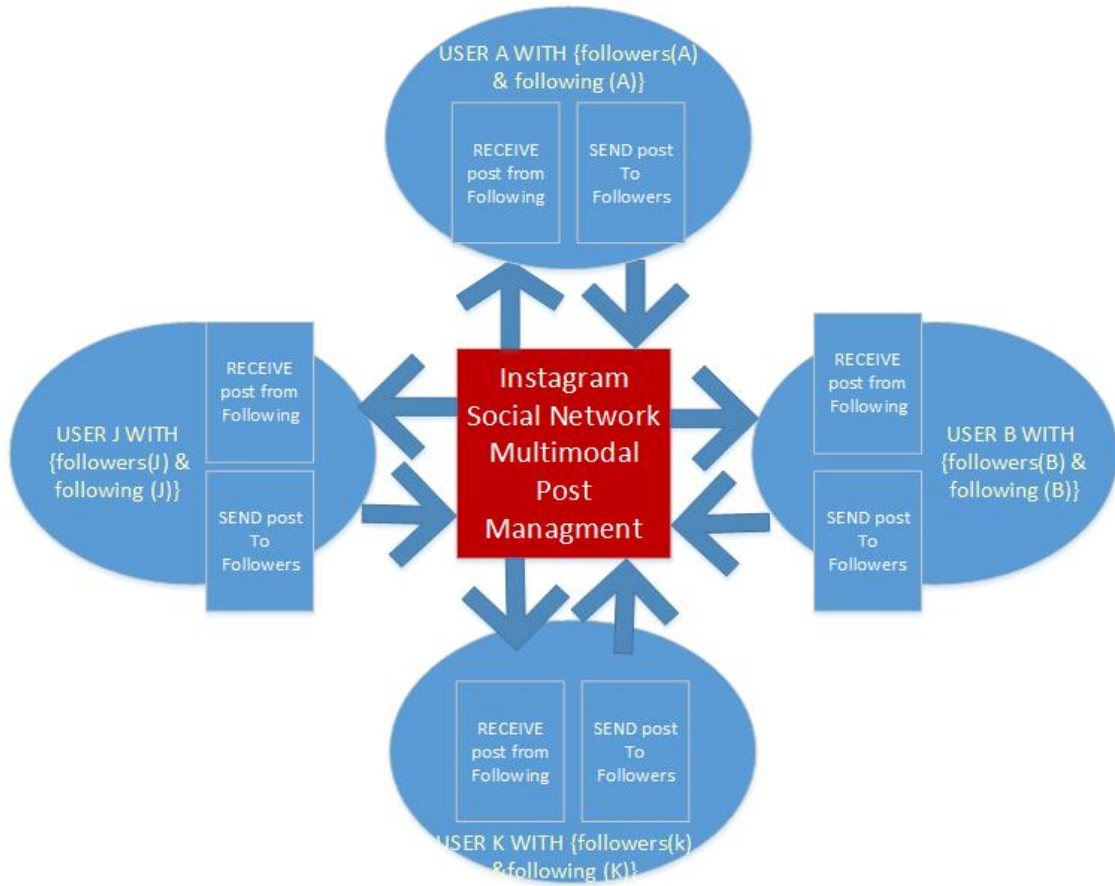 USER A WITH {followers(A)
& following (A)}
RECEIVE
post from
Following
SEND post
To
Followers
RECEIVE
post from
Following
USER J WITH
{followers(J) &
following (J)}
SEND post
To
Followers
Instagram
Social Network
Multimodal
Post
Managment
RECEIVE
post from
Following
USER B WITH
{followers(B) &
following (B)}
SEND post
To
Followers
RECEIVE
post from
Following
SEND post
To
Followers
USER K WITH {followers(k)
&following (K)}